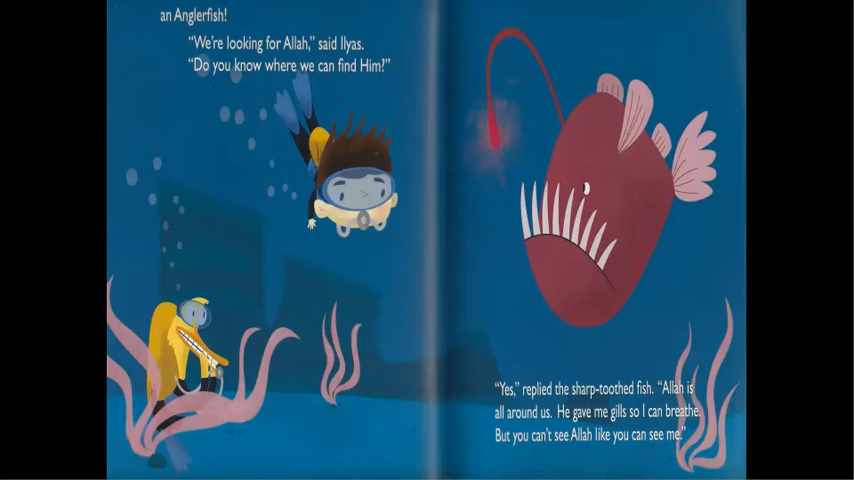 an Anglerfish!
“We’re looking for Allah,” said Ilyas.
“Do you know where we can find Him?”
“Yes,” replied the sharp-toothed fish. “Allah is
all around us. He gave me gills so I can breathe.
But you can’t see Allah like you can see me.”